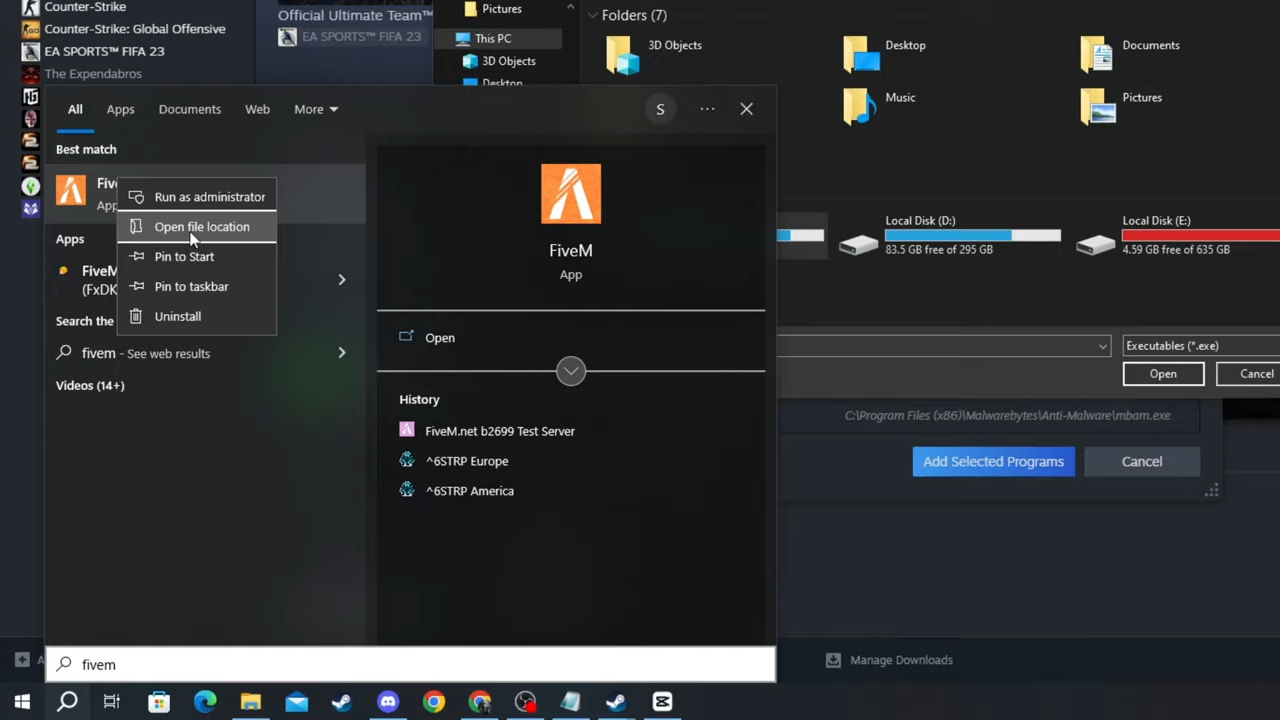 Counter-Strike
Counter-Strike: Global Offensive
EA SPORTS™ FIFA 23
The Expendabros
Official Ultimate Team™
EA SPORTS™ FIFA 23
Pictures
This PC
3D Objects
Desktop
Folders (7)
3D Objects
Desktop
Documents
Music
Pictures
Local Disk (D:)
83.5 GB free of 295 GB
Local Disk (E:)
4.59 GB free of 635 GB
Executables (*.exe)
Open
Cancel
C:\Program Files (x86)\Malwarebytes\Anti-Malware\mbam.exe
Add Selected Programs
Cancel
Manage Downloads
All
Apps
Documents
Web
More
S
Best match
Run as administrator
Open file location
Pin to Start
Pin to taskbar
Uninstall
Apps
FiveM
(FxDK
Search the
fivem - See web results
Videos (14+)
FiveM
App
Open
History
FiveM.net b2699 Test Server
^6STRP Europe
^6STRP America
fivem